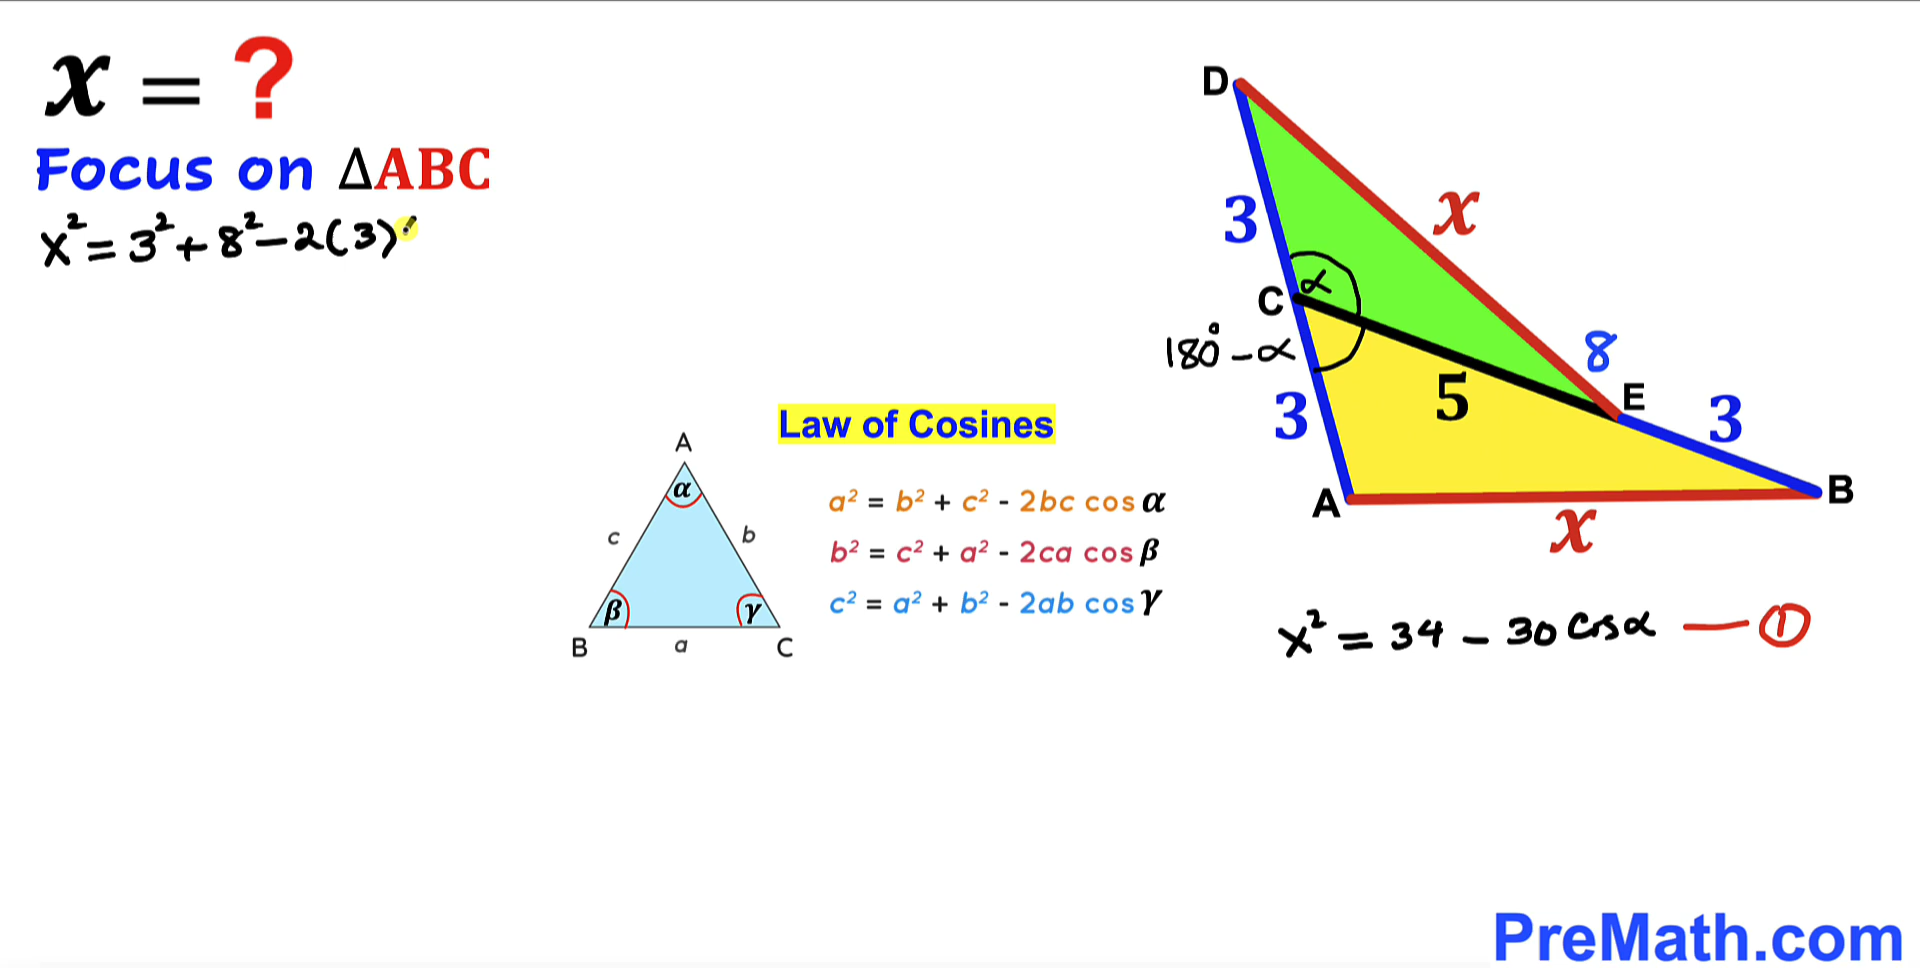 x = ?
Focus on ΔABC
x² = 3² + 8² - 2(3)
D
3
x
C
α
180° - α
8
3
5
E
3
A
B
x
Law of Cosines
A
α
c
b
β
γ
B
a
C
a² = b² + c² - 2bc cos α
b² = c² + a² - 2ca cos β
c² = a² + b² - 2ab cos γ
x² = 34 - 30 Cos α — ①
PreMath.com